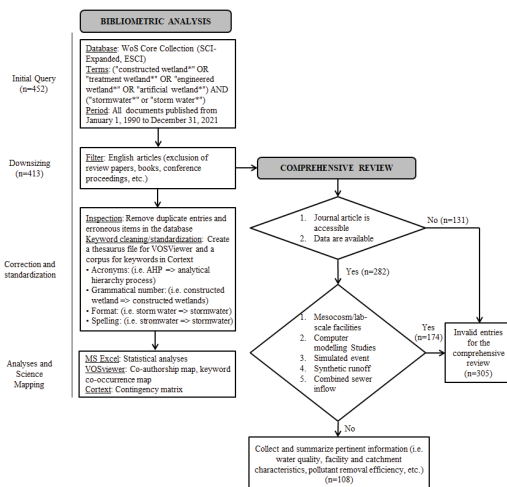 BIBLIOMETRIC ANALYSIS
Initial Query
(n=452)
Database: WoS Core Collection (SCI-
Expanded, ESCI)
Terms: ("constructed wetland*" OR
"treatment wetland*" OR "engineered
wetland*" OR "artificial wetland*") AND
("stormwater*" or "storm water*")
Period: All documents published from
January 1, 1990 to December 31, 2021
Downsizing
(n=413)
Filter: English articles (exclusion of
review papers, books, conference
proceedings, etc.)
Correction and
standardization
Inspection: Remove duplicate entries and
erroneous items in the database
Keyword cleaning/standardization: Create
a thesaurus file for VOSViewer and a
corpus for keywords in Context
• Acronyms: (i.e. AHP => analytical
hierarchy process)
• Grammatical number: (i.e. constructed
wetland => constructed wetlands)
• Format: (i.e. storm water => stormwater)
• Spelling: (i.e. stromwater => stormwater)
Analyses and
Science
Mapping
MS Excel: Statistical analyses
VOSviewer: Co-authorship map, keyword
co-occurrence map
Context: Contingency matrix
COMPREHENSIVE REVIEW
1. Journal article is
accessible
2. Data are available
No (n=131)
Yes (n=282)
1. Mesocosm/lab-
scale facilities
2. Computer
modelling Studies
3. Simulated event
4. Synthetic runoff
5. Combined sewer
inflow
Yes
(n=174)
Invalid entries
for the
comprehensive
review
(n=305)
No
Collect and summarize pertinent information (i.e.
water quality, facility and catchment
characteristics, pollutant removal efficiency, etc.)
(n=108)